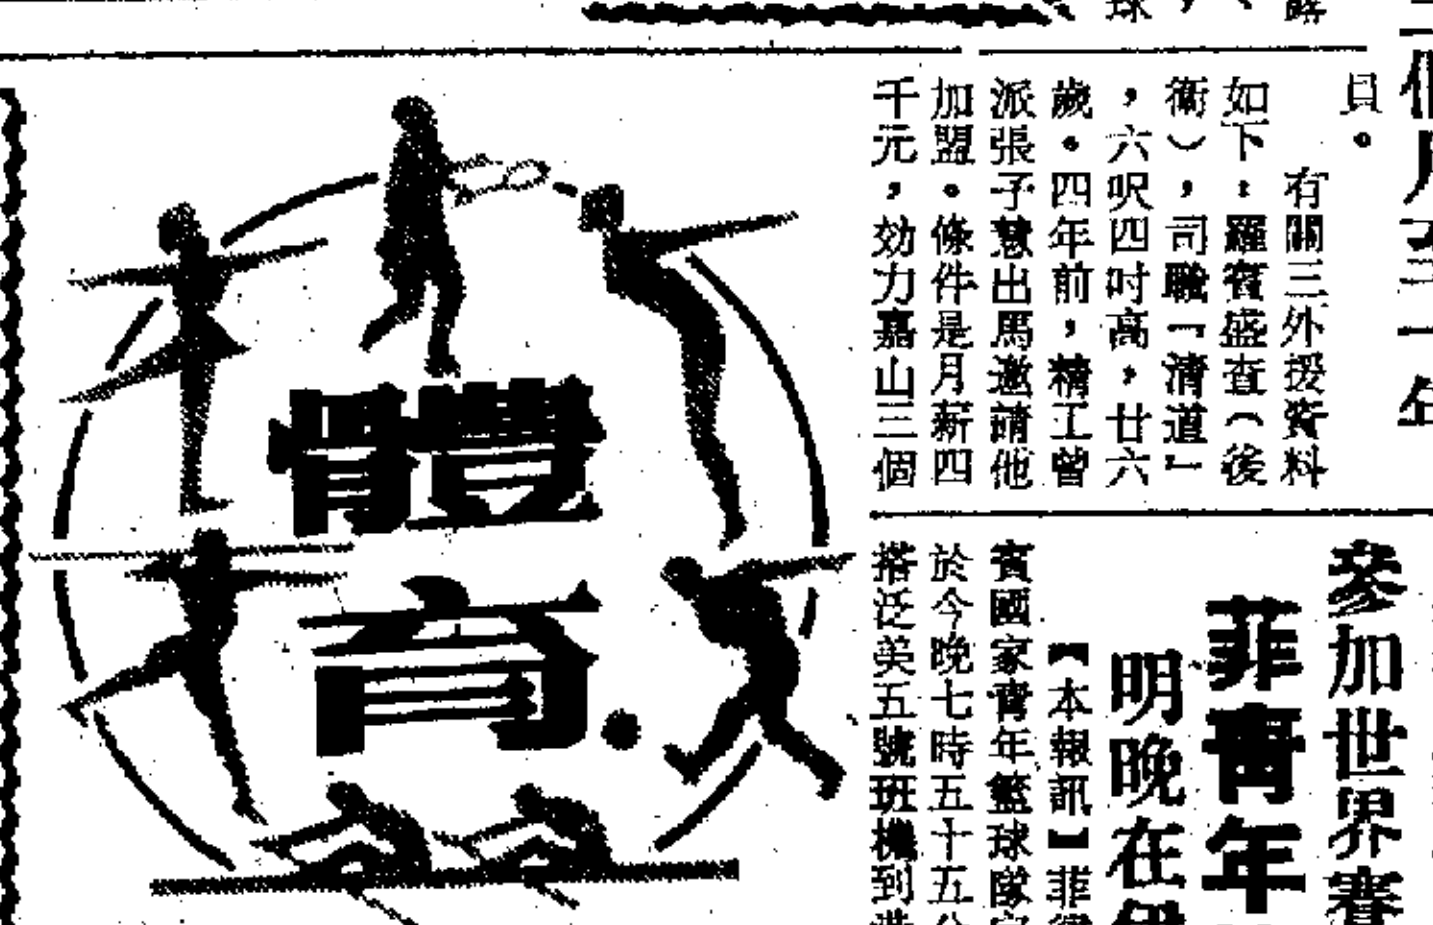 員。
有關三外援資料
如下：羅賓盛查（後
衞），司職「清道」
，六呎四吋高，廿六
歲。四年前，精工曾
派張子慧出馬邀請他
加盟。條件是月薪四
千元，効力嘉山三個
體
育
參加世界賽
菲青年
明晚在
【本報訊】菲律
賓國家靑年籃球隊
於今晚七時五十五分
搭泛美五號班機到